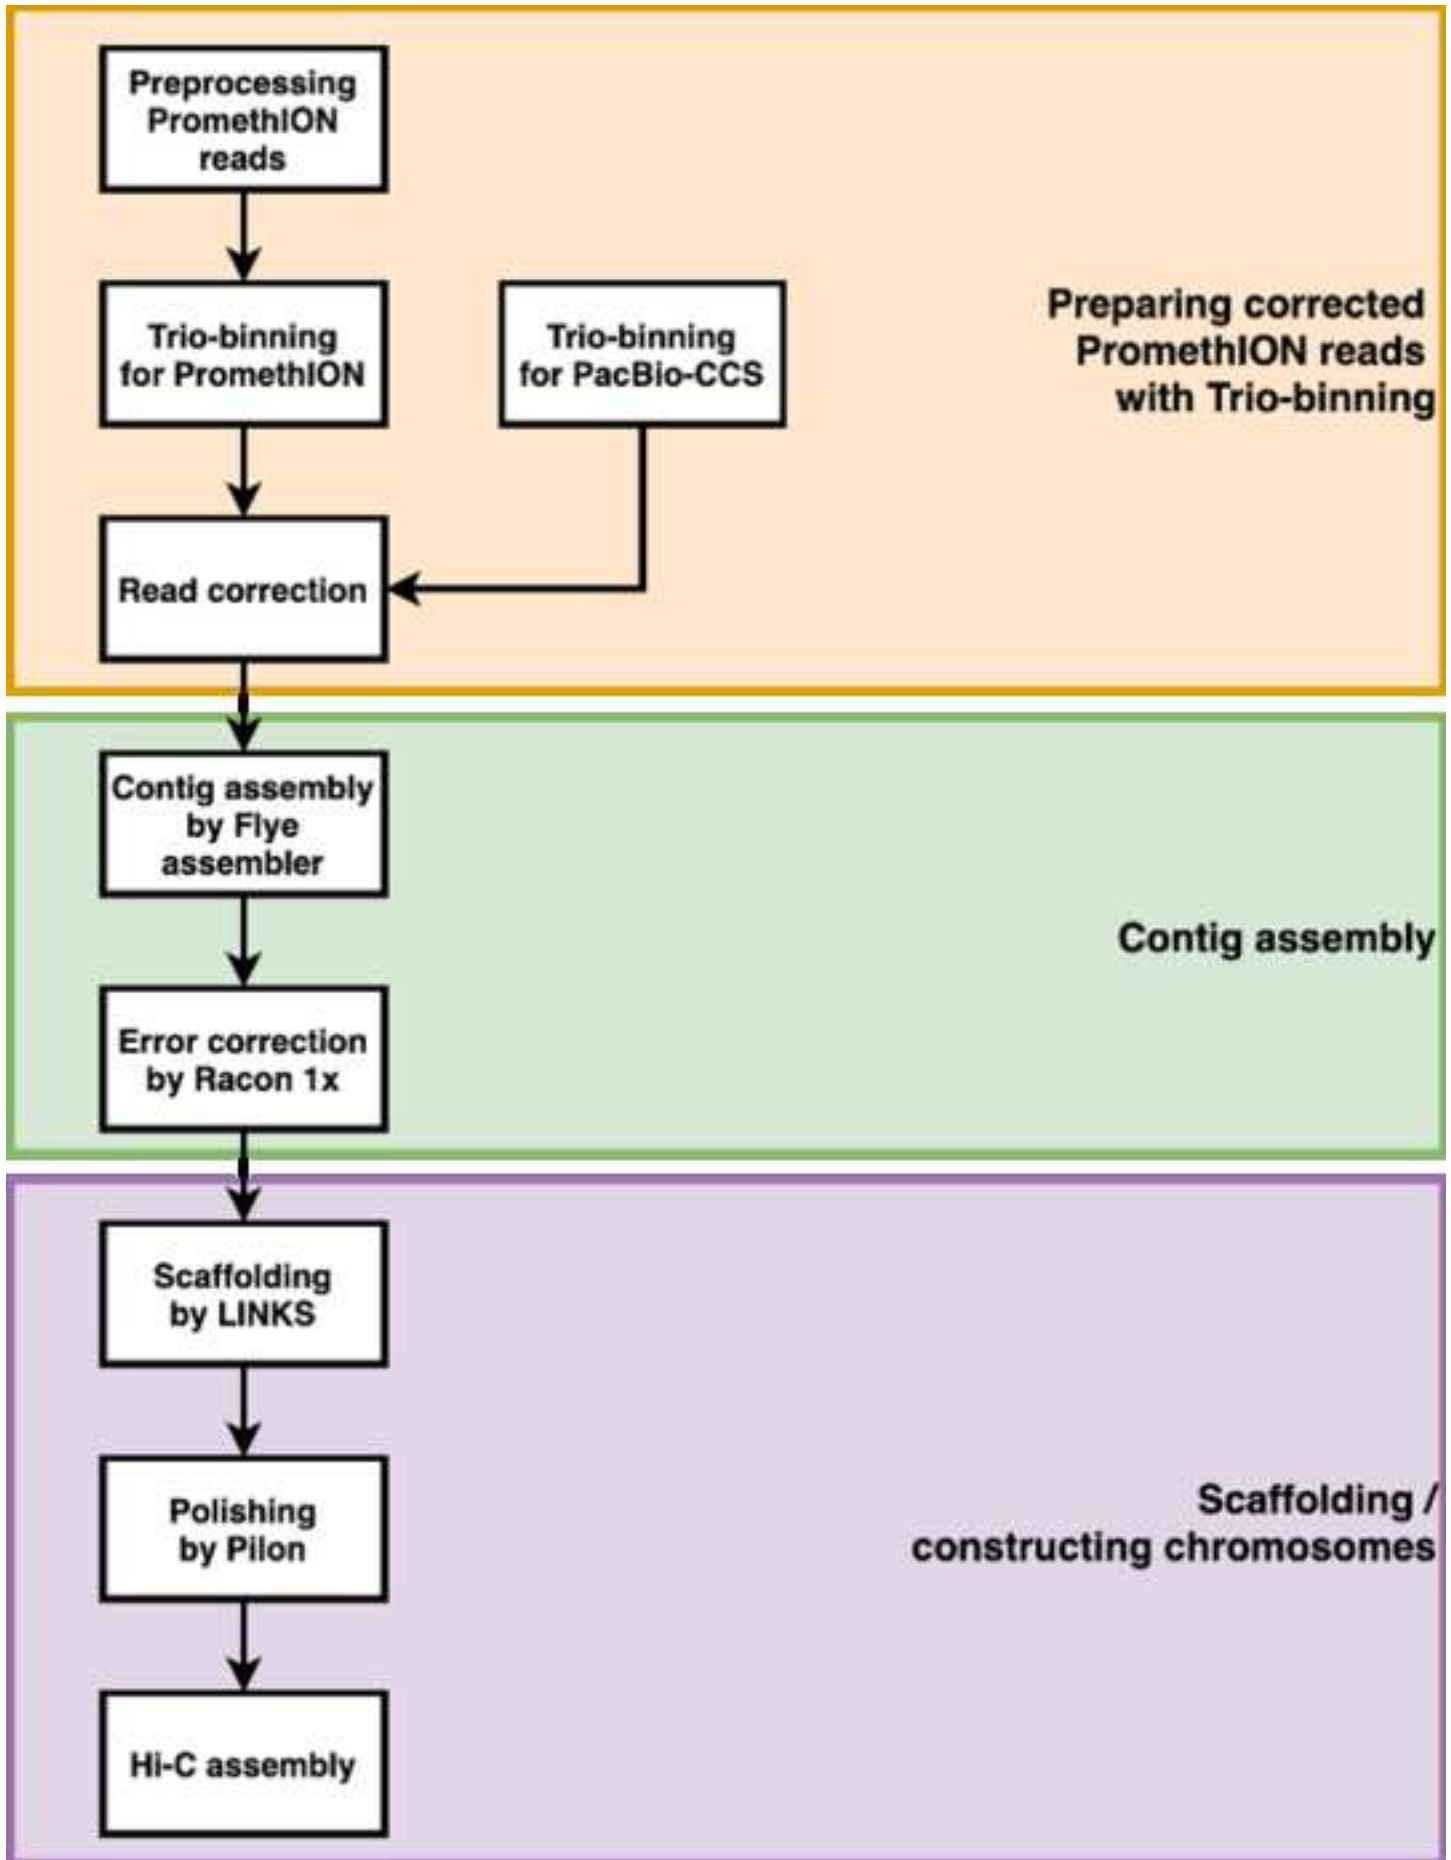 Preprocessing
PromethION
reads
Trio-binning
for PromethION
Trio-binning
for PacBio-CCS
Preparing corrected
PromethION reads
with Trio-binning
Read correction
Contig assembly
by Flye
assembler
Contig assembly
Error correction
by Racon 1x
Scaffolding
by LINKS
Polishing
by Pilon
Scaffolding /
constructing chromosomes
Hi-C assembly